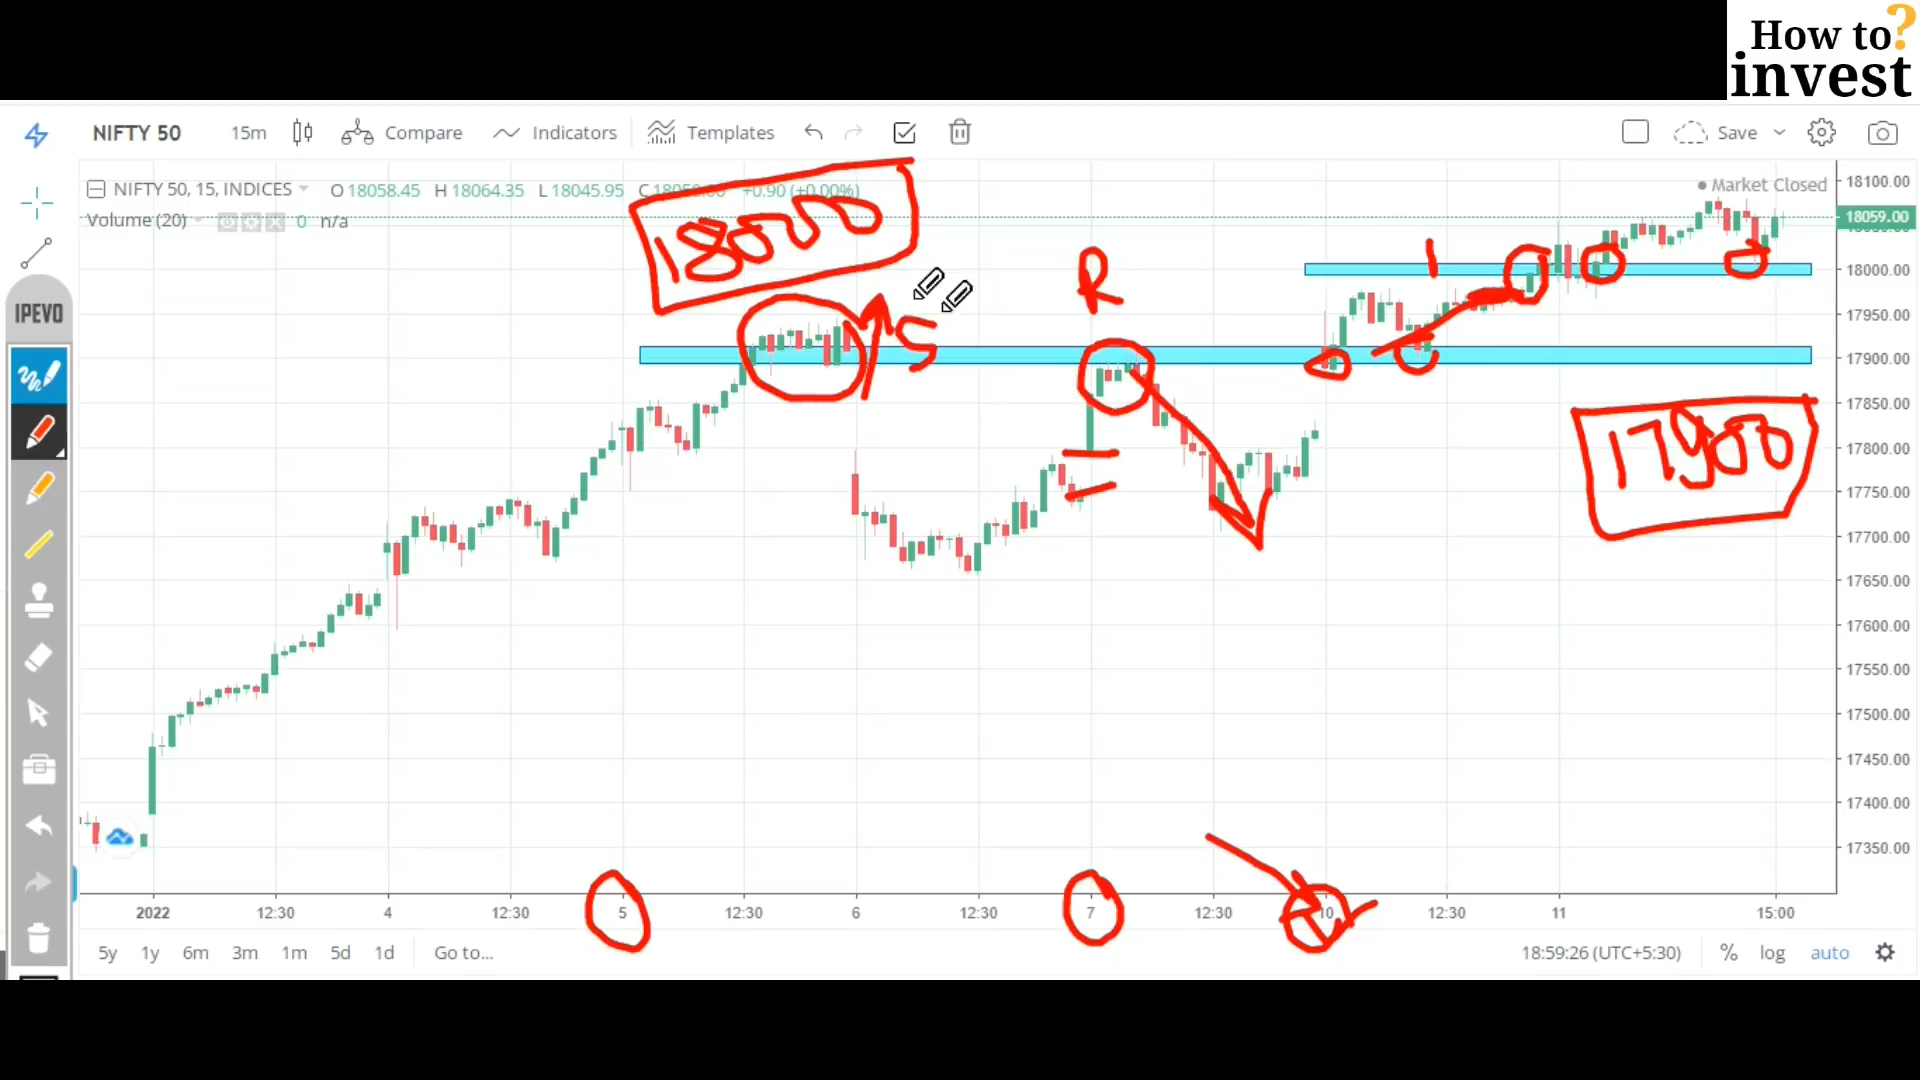 How to?
invest
NIFTY 50 15m Compare Indicators Templates Save
NIFTY 50, 15, INDICES O 18058.45 H 18064.35 L 18045.95 +0.90 (+0.00%)
Market Closed
Volume (20) 0 n/a
18000
S
R
17900
IPEVO
18100.00
18059.00
18000.00
17950.00
17900.00
17850.00
17800.00
17750.00
17700.00
17650.00
17600.00
17550.00
17500.00
17450.00
17400.00
17350.00
2022 12:30 4 12:30 5 12:30 6 12:30 7 12:30 10 12:30 11 15:00
5y 1y 6m 3m 1m 5d 1d Go to... 18:59:26 (UTC+5:30) % log auto